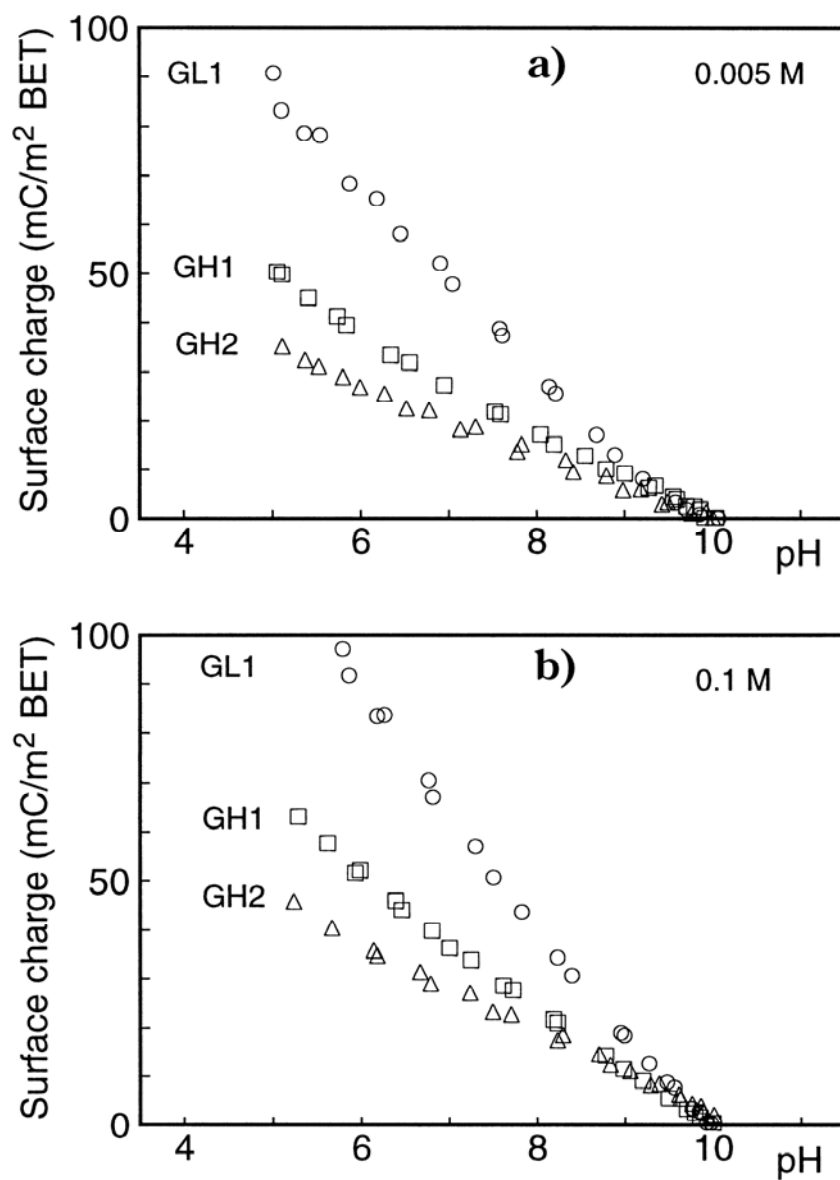 100
a)
0.005 M
GL1
Surface charge (mC/m² BET)
50
GH1
GH2
0
4
6
8
10
pH
100
b)
0.1 M
GL1
Surface charge (mC/m² BET)
GH1
50
GH2
0
4
6
8
10
pH